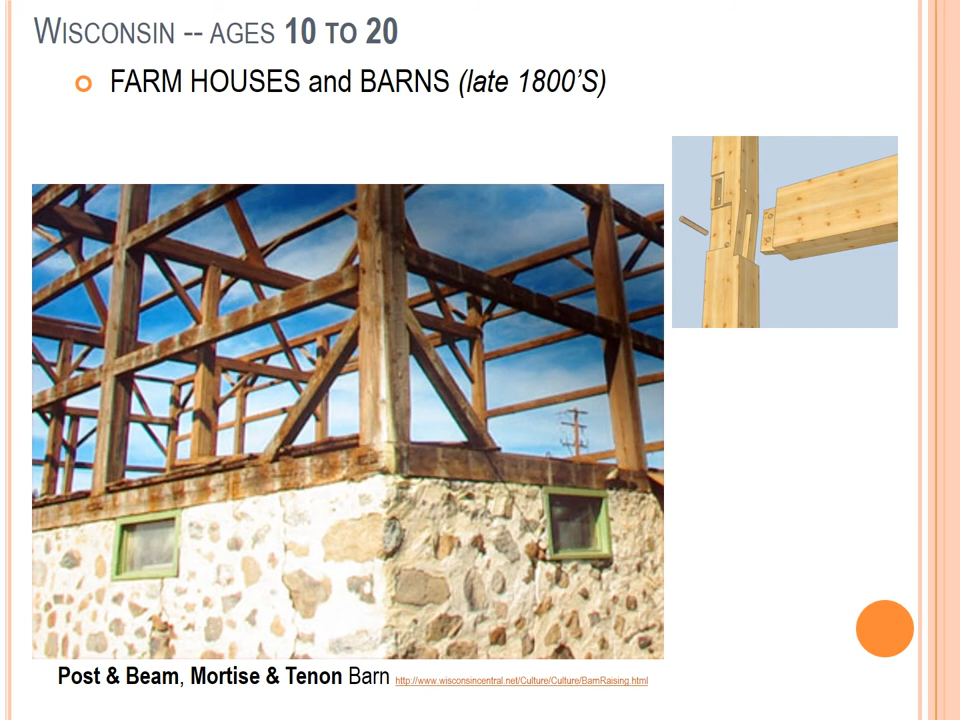 WISCONSIN -- AGES 10 TO 20
FARM HOUSES and BARNS (late 1800'S)
Post & Beam, Mortise & Tenon Barn http://www.wisconsincentral.net/Culture/Culture/BarnRaising.html